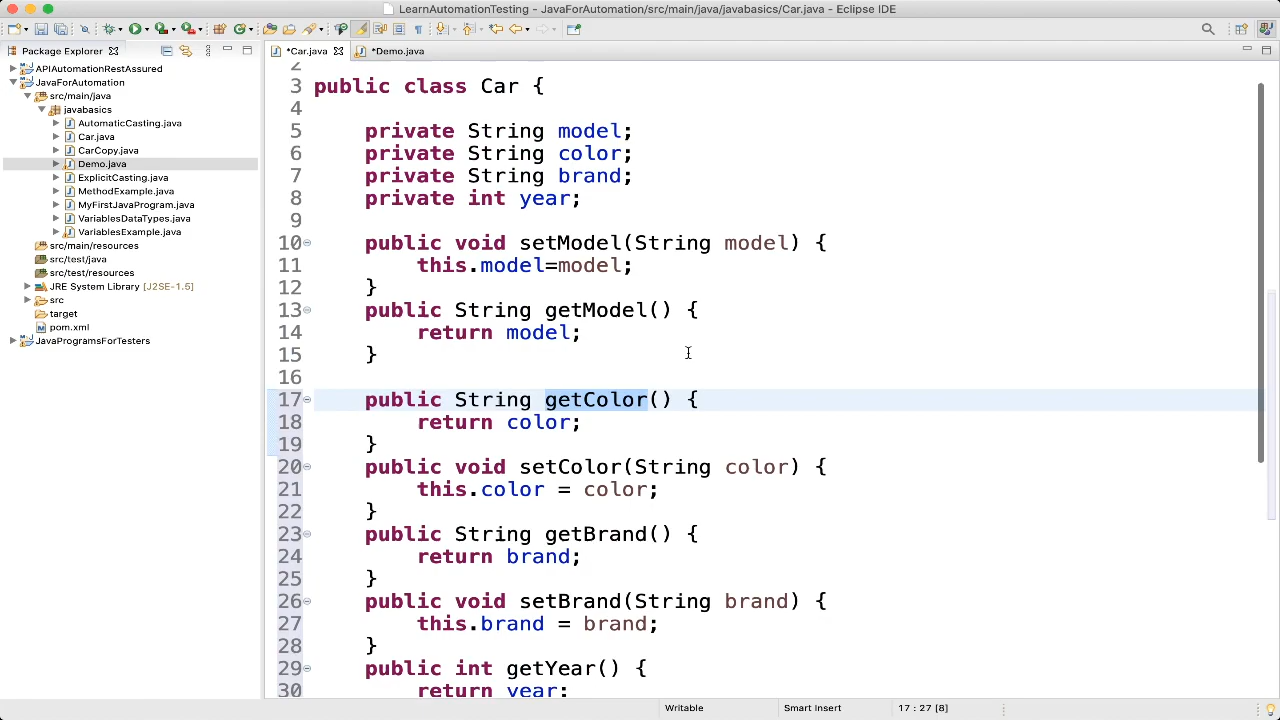 LearnAutomationTesting - JavaForAutomation/src/main/java/javabasics/Car.java - Eclipse IDE
Package Explorer
APIAutomationRestAssured
JavaForAutomation
src/main/java
javabasics
AutomaticCasting.java
Car.java
CarCopy.java
Demo.java
ExplicitCasting.java
MethodExample.java
MyFirstJavaProgram.java
VariablesDataTypes.java
VariablesExample.java
src/main/resources
src/test/java
src/test/resources
JRE System Library [J2SE-1.5]
src
target
pom.xml
JavaProgramsForTesters
*Car.java
*Demo.java
2
3 public class Car {
4
5 private String model;
6 private String color;
7 private String brand;
8 private int year;
9
10 public void setModel(String model) {
11 this.model=model;
12 }
13 public String getModel() {
14 return model;
15 }
16
17 public String getColor() {
18 return color;
19 }
20 public void setColor(String color) {
21 this.color = color;
22 }
23 public String getBrand() {
24 return brand;
25 }
26 public void setBrand(String brand) {
27 this.brand = brand;
28 }
29 public int getYear() {
30 return year;
Writable
Smart Insert
17 : 27 [8]